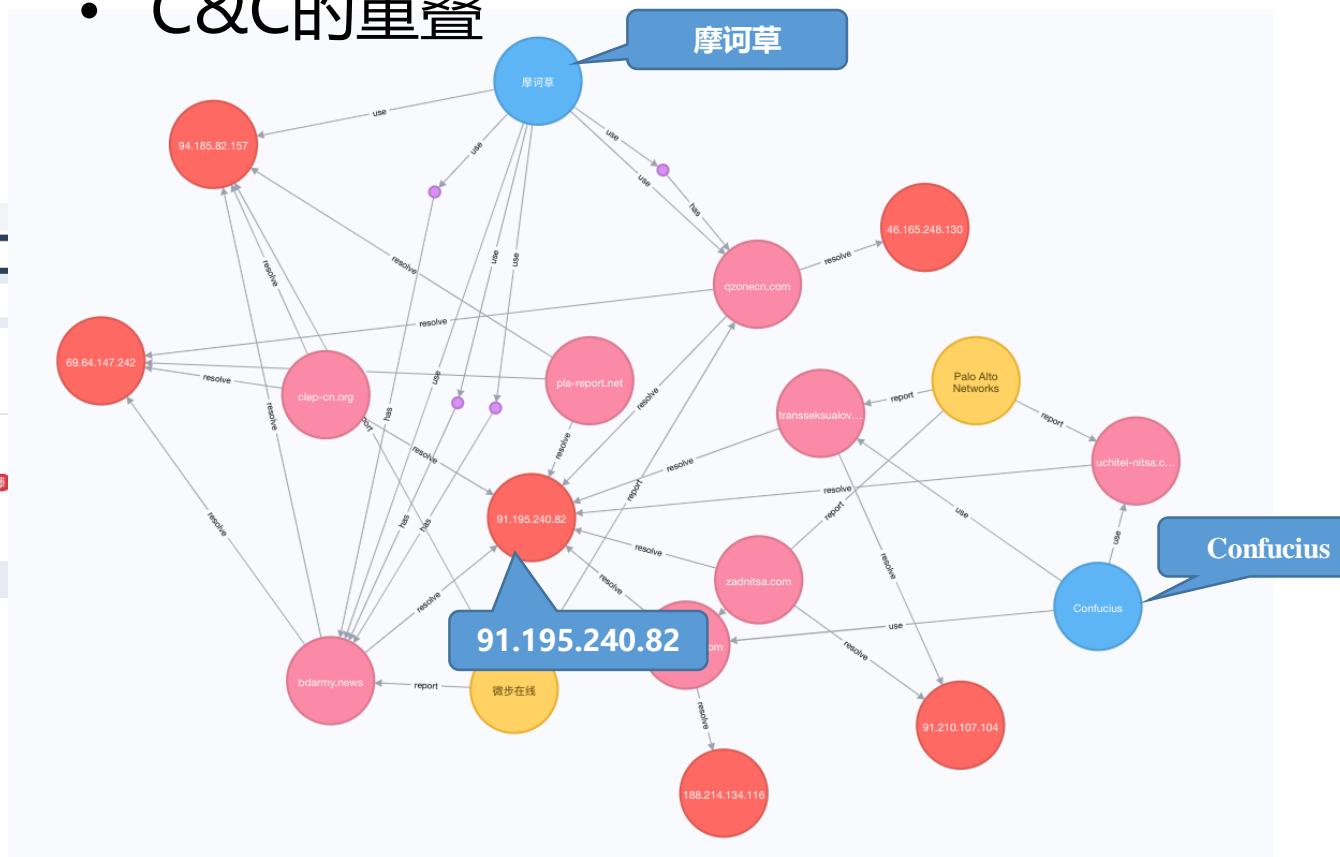 • C&C的重叠
摩诃草
摩诃草
use
94.185.82.157
use
use
use
has
46.165.248.130
resolve
qzonecn.com
resolve
use
use
resolve
resolve
69.64.147.242
resolve
clep-cn.org
pla-report.net
Palo Alto
Networks
report
transseksualov...
report
uchitel-nitsa.c...
use
has
resolve
resolve
resolve
resolve
resolve
resolve
report
report
use
use
91.195.240.82
has
has
resolve
resolve
resolve
resolve
resolve
zadnitsa.com
Confucius
Confucius
use
resolve
91.195.240.82
om
bdarmy.news
report
微步在线
resolve
91.210.107.104
188.214.134.116